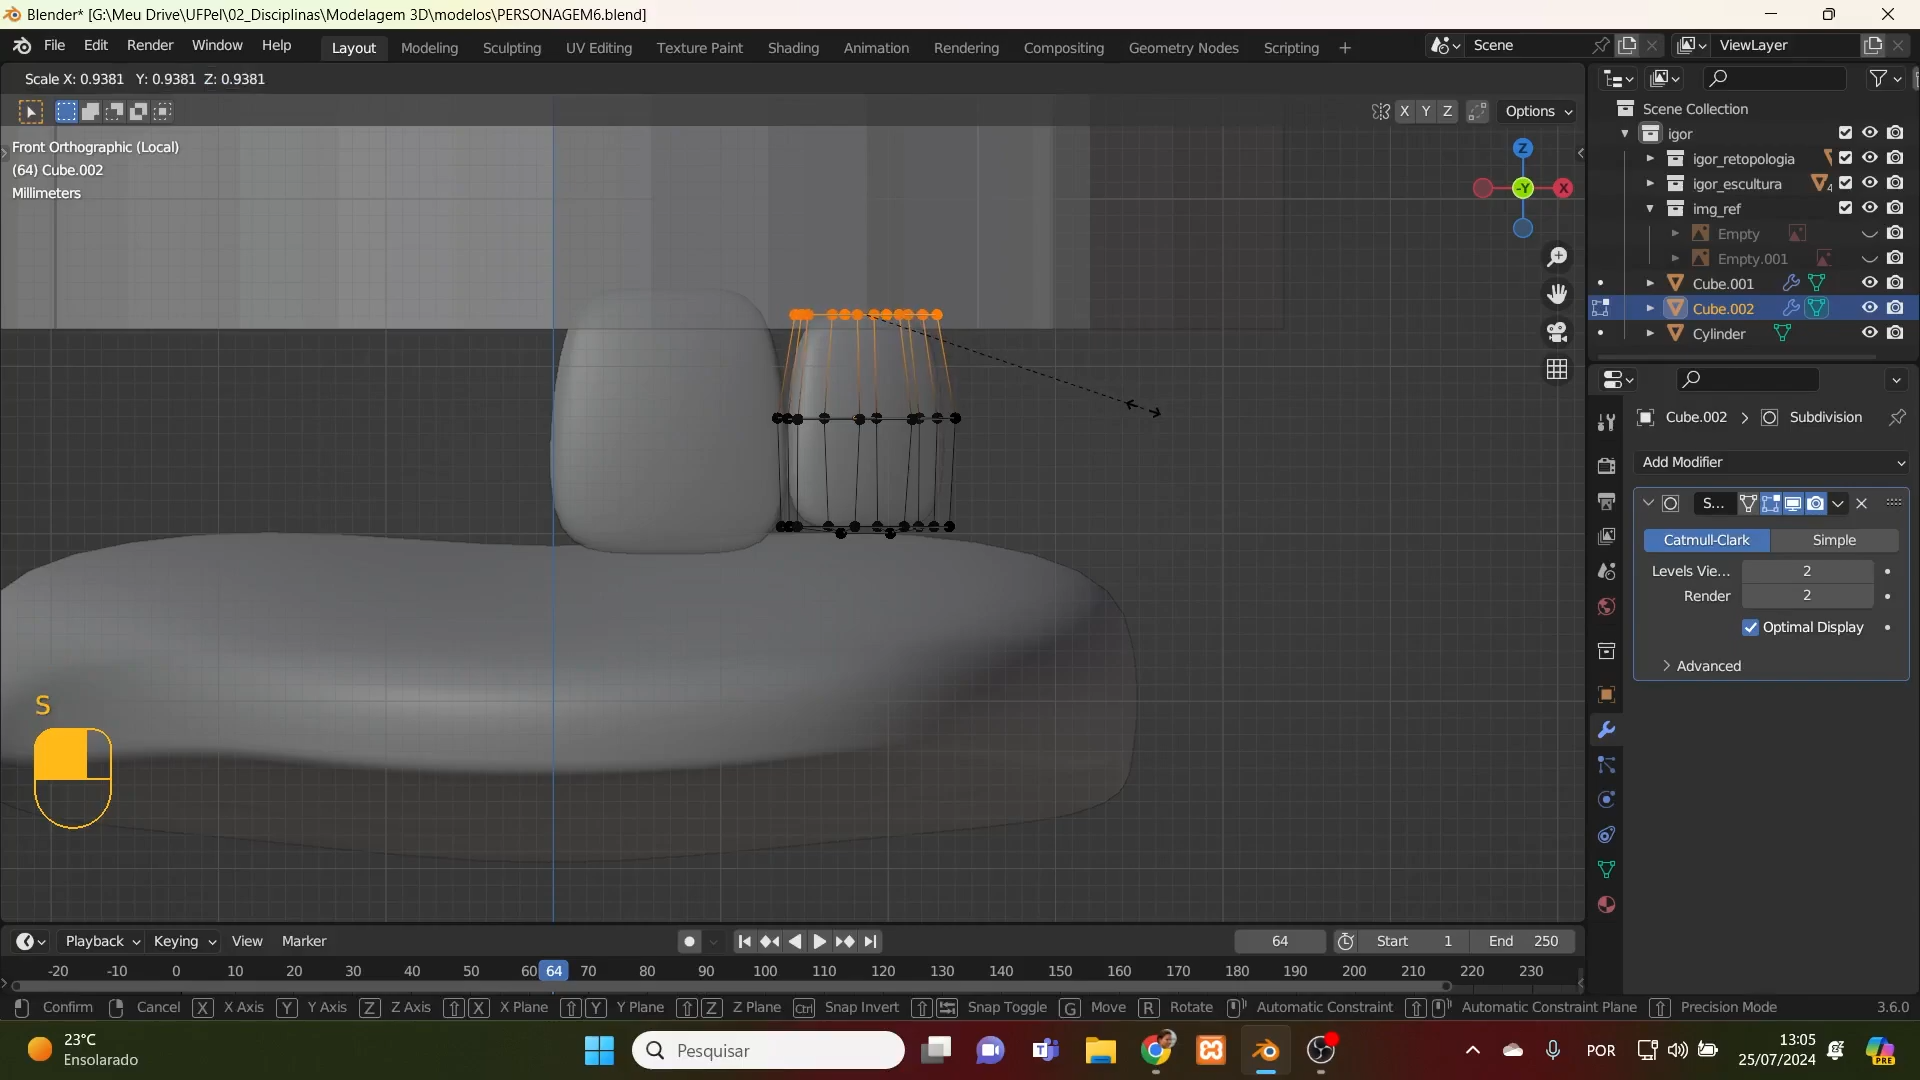 Blender* [G:\Meu Drive\UFPel\02_Disciplinas\Modelagem 3D\modelos\PERSONAGEM6.blend]
File Edit Render Window Help Layout Modeling Sculpting UV Editing Texture Paint Shading Animation Rendering Compositing Geometry Nodes Scripting + Scene ViewLayer
Scale X: 0.9381 Y: 0.9381 Z: 0.9381
X Y Z Options
Front Orthographic (Local)
(64) Cube.002
Millimeters
Z
-Y X
Scene Collection
igor
igor_retopologia
igor_escultura 4
img_ref
Empty
Empty.001
Cube.001
Cube.002
Cylinder
Cube.002 > Subdivision
Add Modifier
S...
Catmull-Clark Simple
Levels Vie... 2
Render 2
Optimal Display
Advanced
S
Playback Keying View Marker 64 Start 1 End 250
-20 -10 0 10 20 30 40 50 60 64 70 80 90 100 110 120 130 140 150 160 170 180 190 200 210 220 230
Confirm Cancel X X Axis Y Y Axis Z Z Axis X X Plane Y Y Plane Z Z Plane Ctrl Snap Invert Snap Toggle G Move R Rotate Automatic Constraint Automatic Constraint Plane Precision Mode 3.6.0
23°C
Ensolarado
Pesquisar
POR
13:05
25/07/2024
PRE